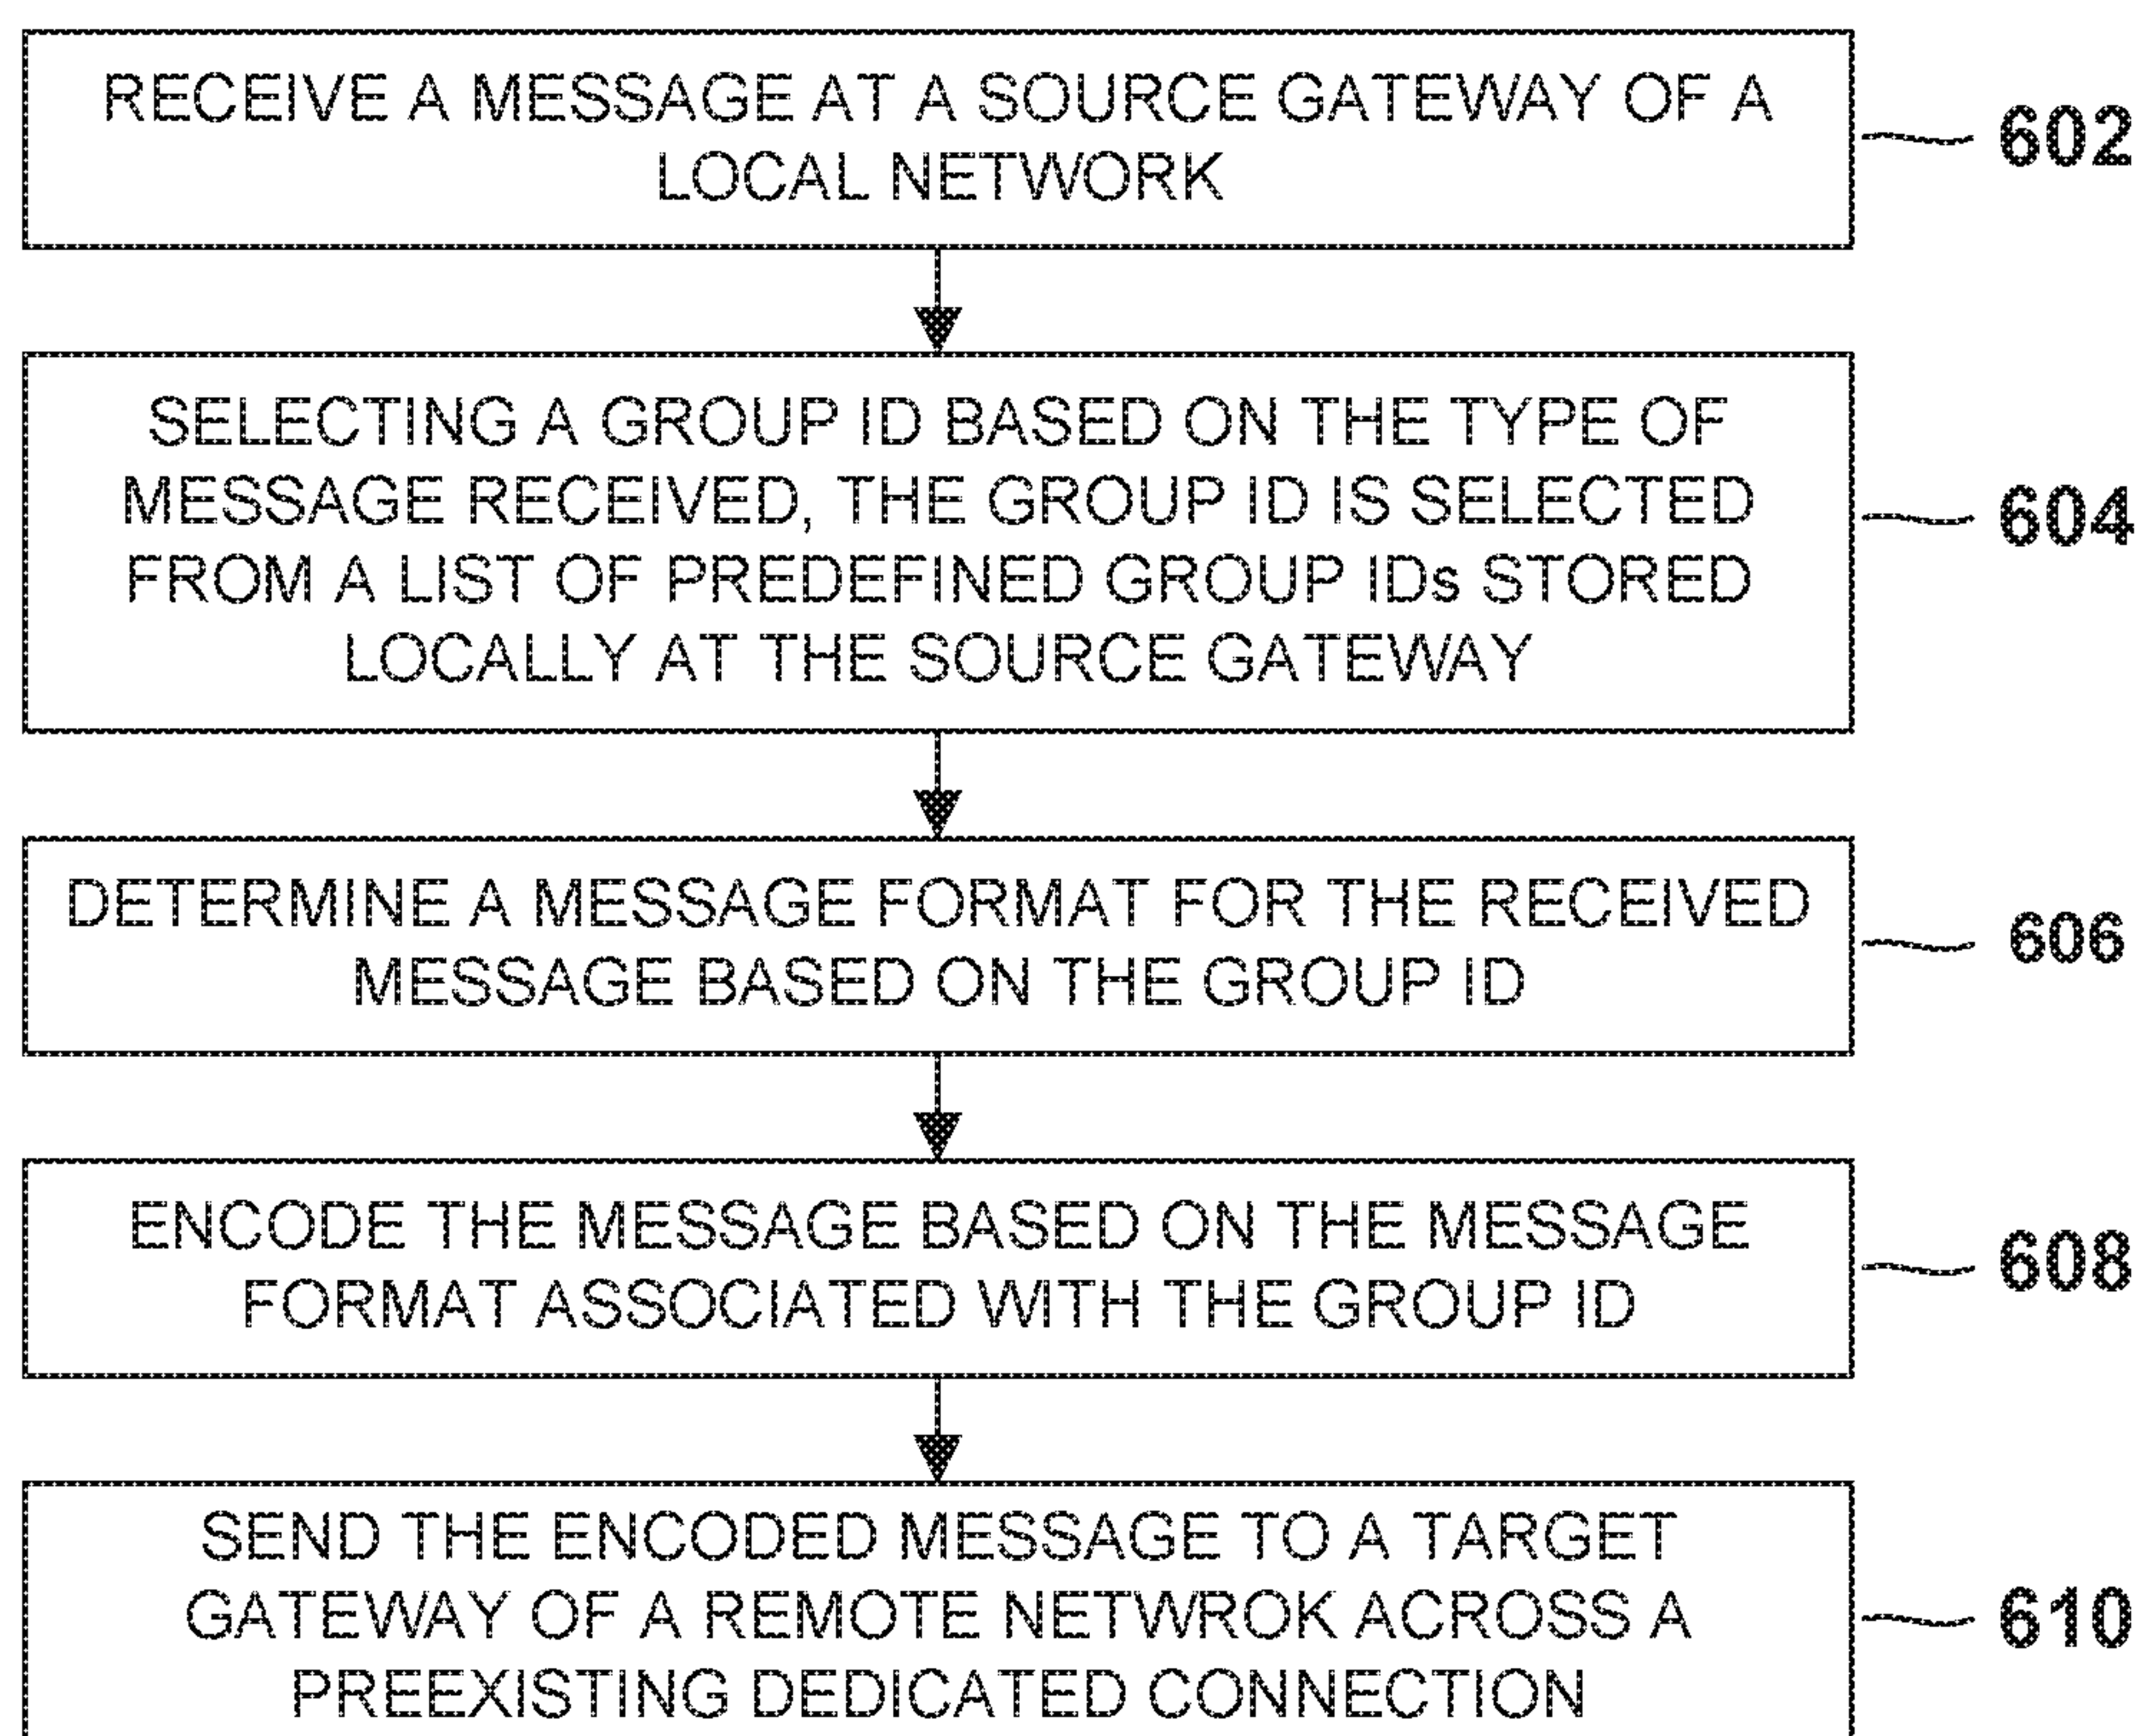 RECEIVE A MESSAGE AT A SOURCE GATEWAY OF A
LOCAL NETWORK
602
SELECTING A GROUP ID BASED ON THE TYPE OF
MESSAGE RECEIVED, THE GROUP ID IS SELECTED
FROM A LIST OF PREDEFINED GROUP IDs STORED
LOCALLY AT THE SOURCE GATEWAY
604
DETERMINE A MESSAGE FORMAT FOR THE RECEIVED
MESSAGE BASED ON THE GROUP ID
606
ENCODE THE MESSAGE BASED ON THE MESSAGE
FORMAT ASSOCIATED WITH THE GROUP ID
608
SEND THE ENCODED MESSAGE TO A TARGET
GATEWAY OF A REMOTE NETWROK ACROSS A
PREEXISTING DEDICATED CONNECTION
610